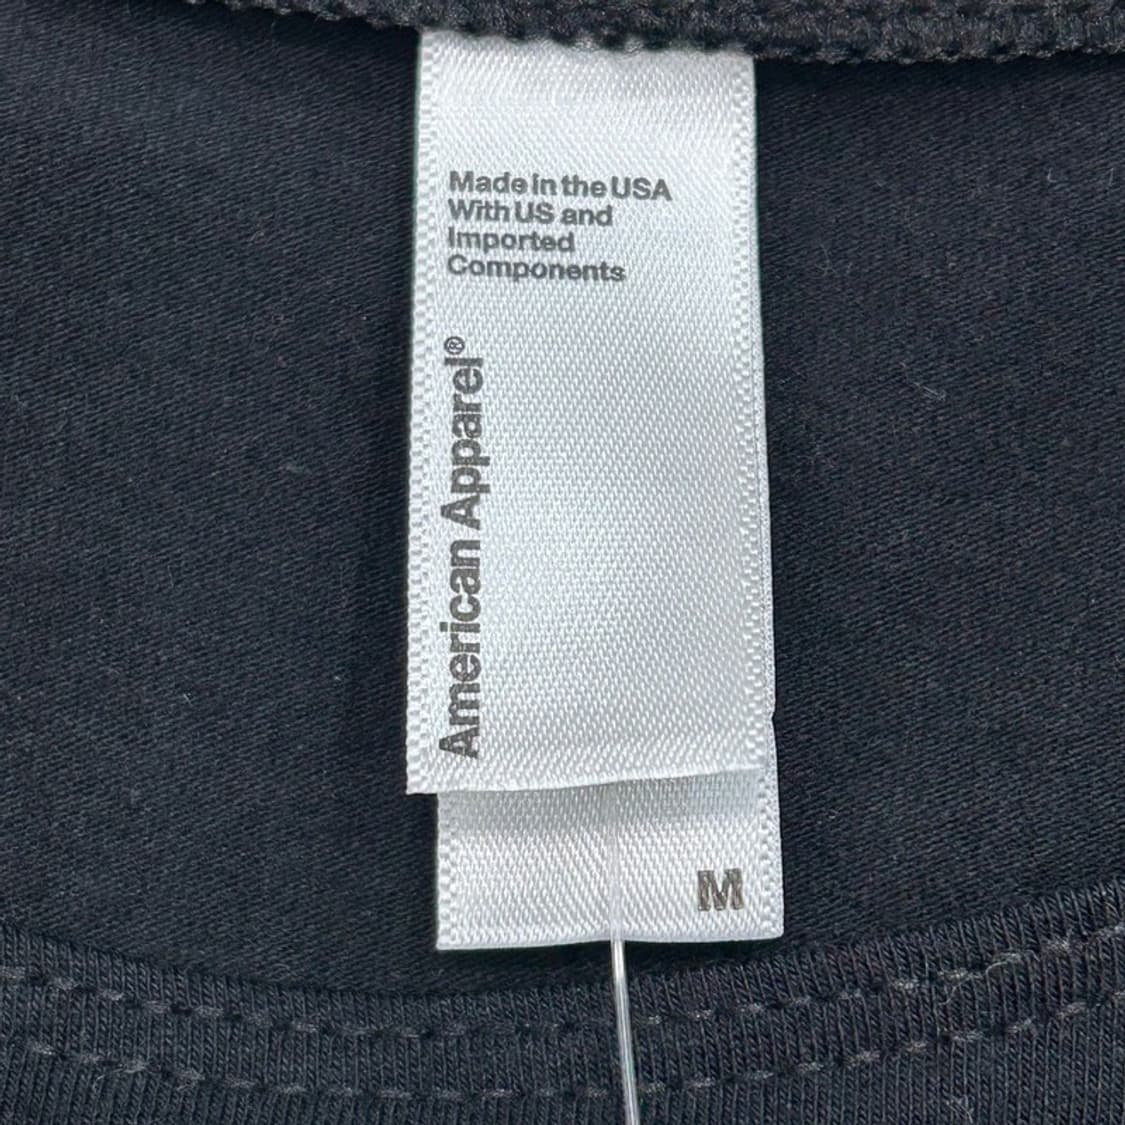 Made in the USA
With US and
Imported
Components
American Apparel®
M